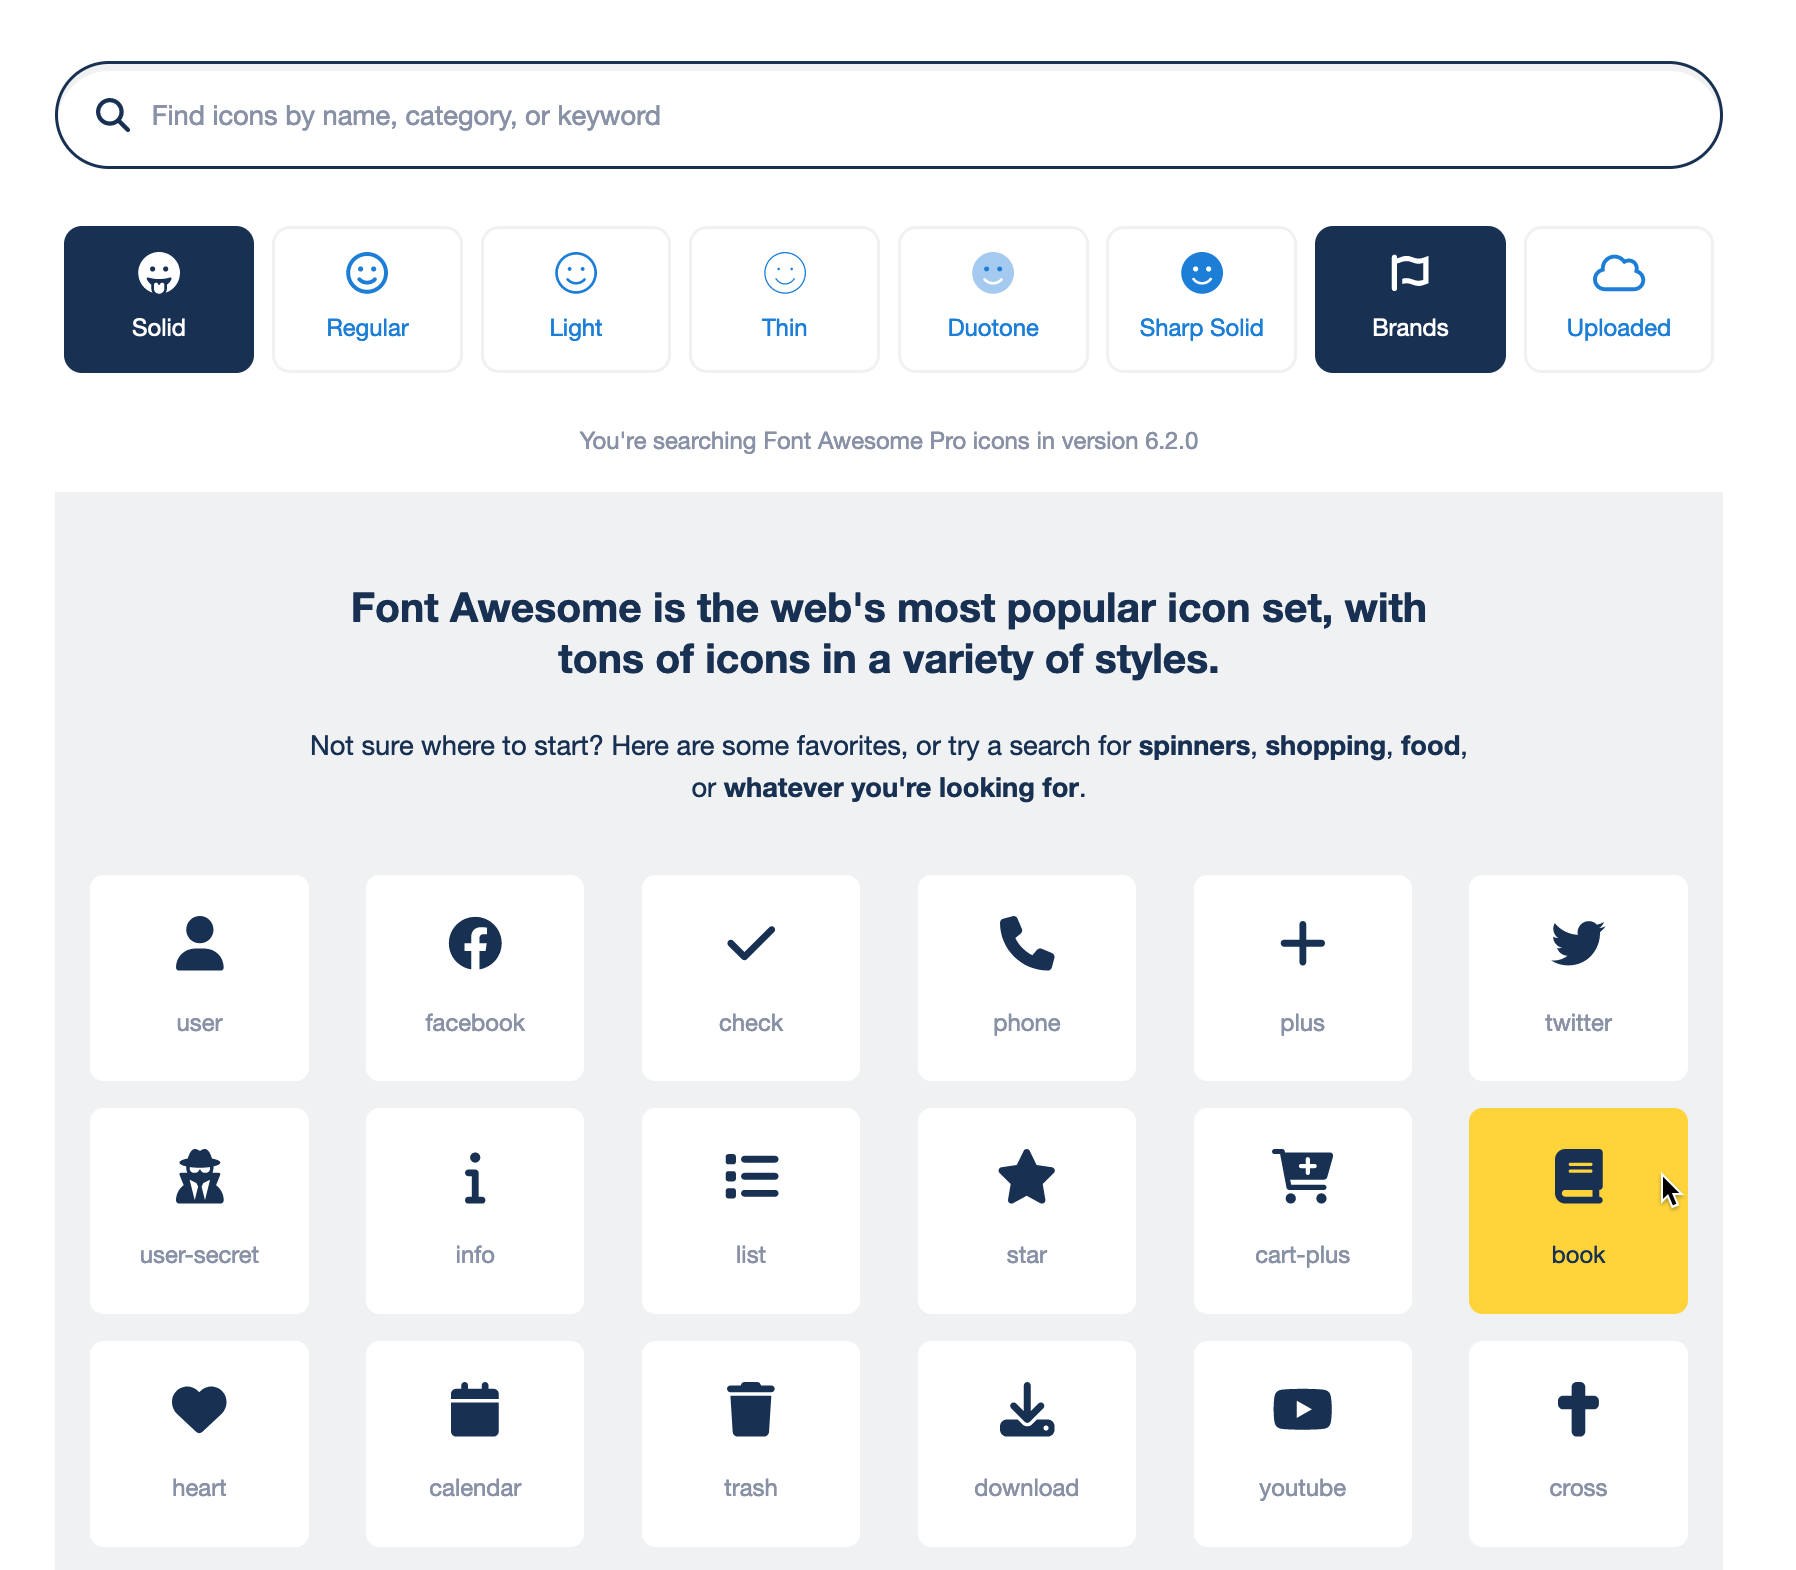 Find icons by name, category, or keyword
Solid
Regular
Light
Thin
Duotone
Sharp Solid
Brands
Uploaded
You're searching Font Awesome Pro icons in version 6.2.0
Font Awesome is the web's most popular icon set, with
tons of icons in a variety of styles.
Not sure where to start? Here are some favorites, or try a search for spinners, shopping, food,
or whatever you're looking for.
user
facebook
check
phone
plus
twitter
user-secret
info
list
star
cart-plus
book
heart
calendar
trash
download
youtube
cross